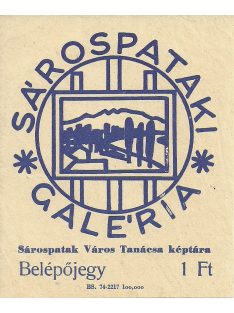 SÁROSPATAKI
* GALÉRIA *
Sárospatak Város Tanácsa képtára
Belépőjegy 1 Ft
BS. 74-2217 100,000